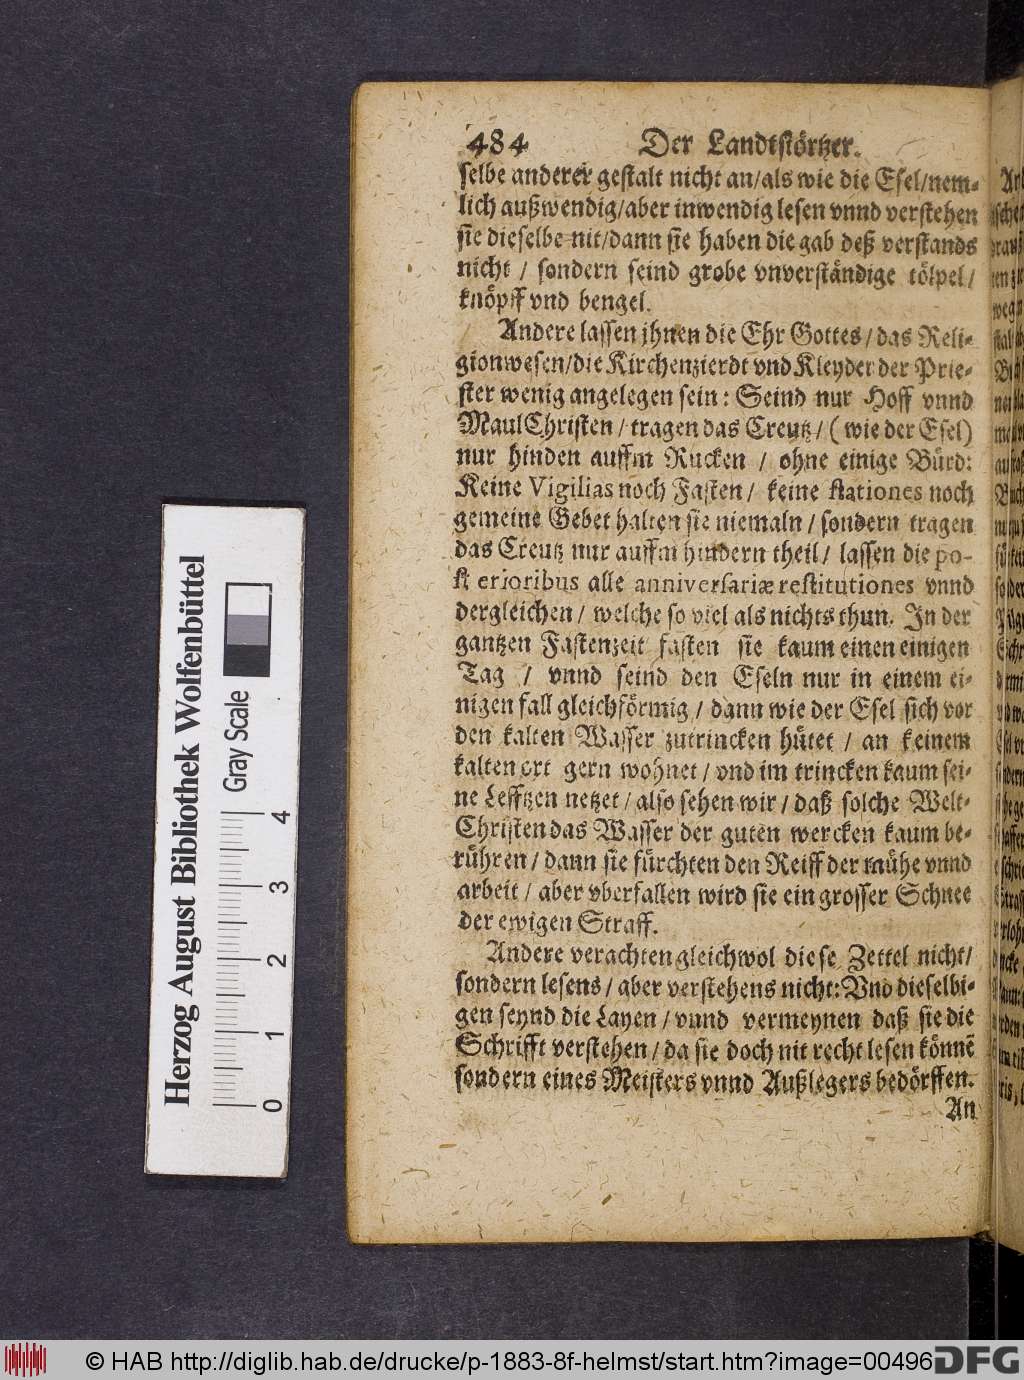 484 Der Landtstörtzer.
selbe anderer gestalt nicht an/als wie die Esel/nem-
lich außwendig/aber inwendig lesen vnnd verstehen
sie dieselbe nit/dann sie haben die gab deß verstands
nicht / sondern seind grobe vnverständige tölpel/
knöpff vnd bengel.
Andere lassen jhnen die Ehr Gottes/das Reli-
gionwesen/die Kirchenzierdt vnd Kleyder der Prie-
ster wenig angelegen sein: Seind nur Hoff vnnd
MaulChristen/ tragen das Creutz/ (wie der Esel)
nur hinden auffm Rucken / ohne einige Bürd:
Keine Vigilias noch Fasten/ keine stationes noch
gemeine Gebet halten sie niemaln/ sondern tragen
das Creutz nur auffm hindern theil/ lassen die po-
sterioribus alle anniversariæ restitutiones vnnd
dergleichen/ welche so viel als nichts thun. In der
gantzen Fastenzeit fasten sie kaum einen einigen
Tag / vnnd seind den Eseln nur in einem ei-
nigen fall gleichförmig/ dann wie der Esel sich vor
den kalten Wasser zutrincken hütet / an keinem
kalten ort gern wohnet/ vnd im trincken kaum sei-
ne Lefftzen netzet/ also sehen wir/ daß solche Welt-
Christen das Wasser der guten wercken kaum be-
rühren/ dann sie fürchten den Reiff der mühe vnnd
arbeit/ aber vberfallen wird sie ein grosser Schnee
der ewigen Straff.
Andere verachten gleichwol diese Zettel nicht/
sondern lesens/ aber verstehens nicht: Vnd dieselbi-
gen seynd die Layen/ vnnd vermeynen daß sie die
Schrifft verstehen/ da sie doch nit recht lesen könnē
sondern eines Meisters vnnd Außlegers bedörffen.
An
Herzog August Bibliothek Wolfenbüttel
Gray Scale
0 1 2 3 4
© HAB http://diglib.hab.de/drucke/p-1883-8f-helmst/start.htm?image=00496
DFG